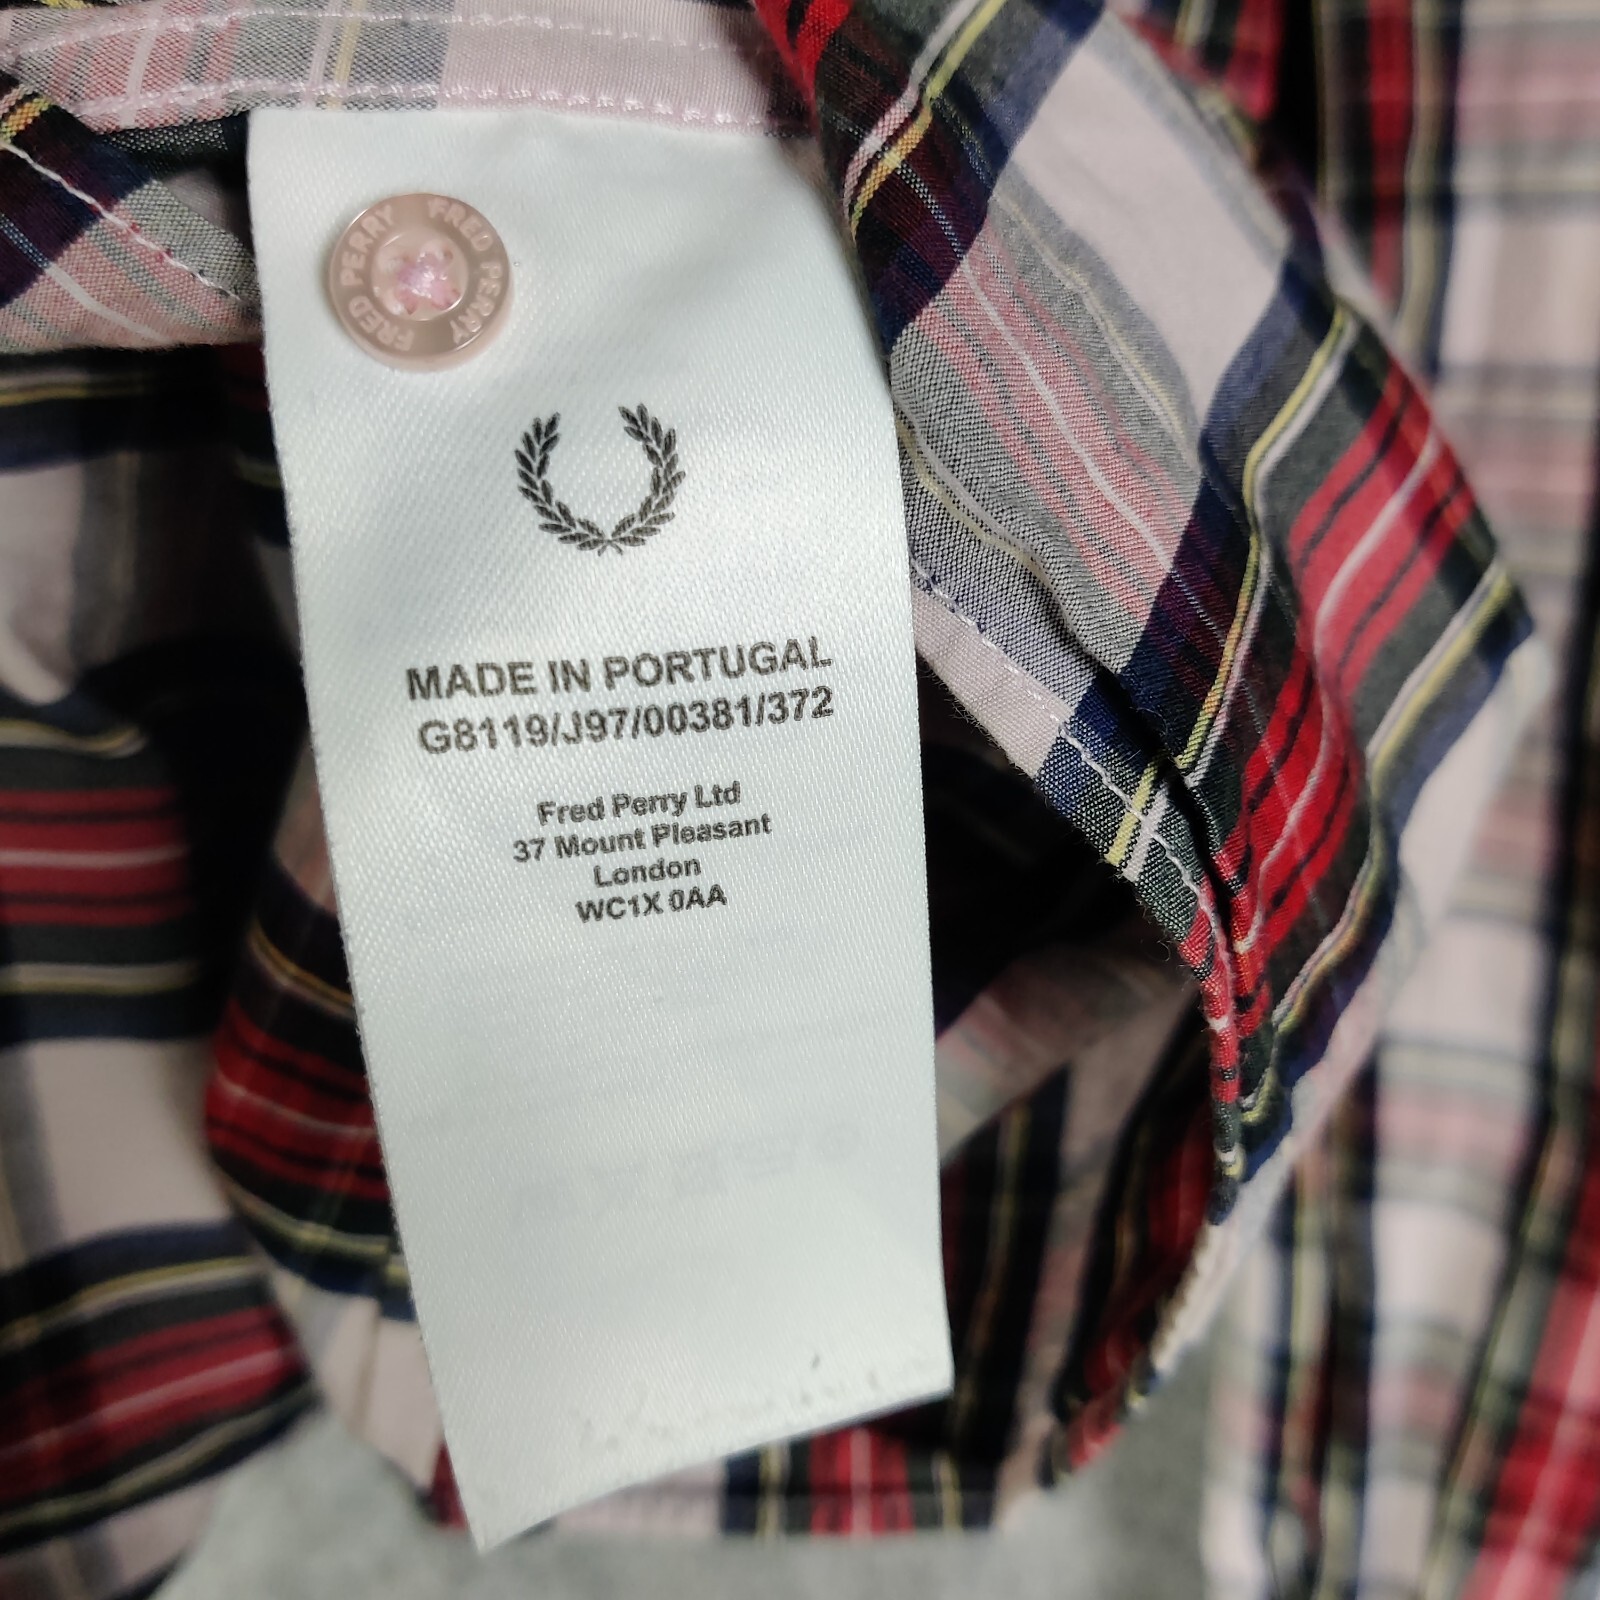 FRED PERRY FRED PERRY
MADE IN PORTUGAL
G8119/J97/00381/372
Fred Perry Ltd
37 Mount Pleasant
London
WC1X 0AA